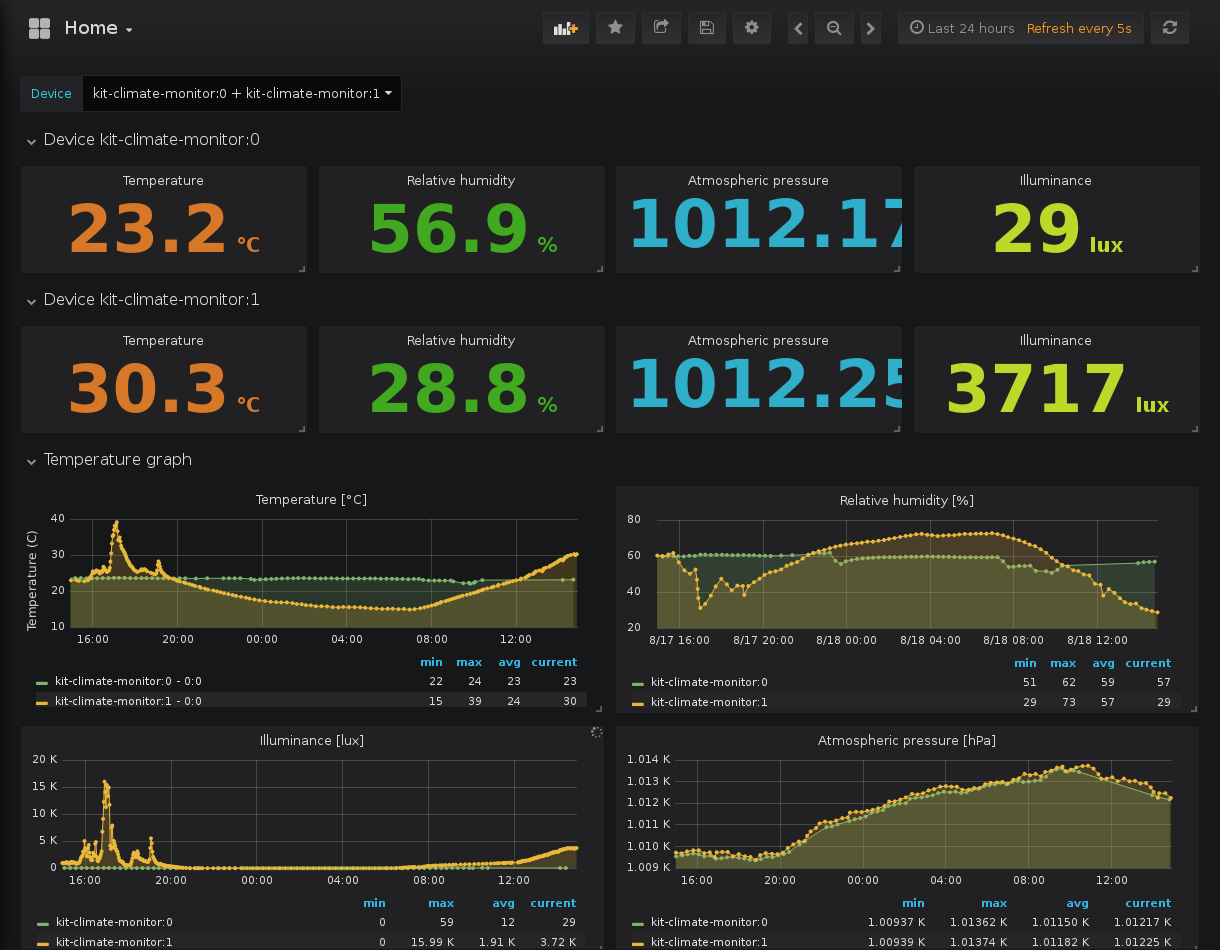 Home
Last 24 hours Refresh every 5s
Device kit-climate-monitor:0 + kit-climate-monitor:1
Device kit-climate-monitor:0
Temperature Relative humidity Atmospheric pressure Illuminance
23.2 °C 56.9 % 1012.17 29 lux
Device kit-climate-monitor:1
Temperature Relative humidity Atmospheric pressure Illuminance
30.3 °C 28.8 % 1012.25 3717 lux
Temperature graph
Temperature [°C]
Temperature (C)
40
30
20
10
16:00 20:00 00:00 04:00 08:00 12:00
min max avg current
kit-climate-monitor:0 - 0:0 22 24 23 23
kit-climate-monitor:1 - 0:0 15 39 24 30
Relative humidity [%]
80
60
40
20
8/17 16:00 8/17 20:00 8/18 00:00 8/18 04:00 8/18 08:00 8/18 12:00
min max avg current
kit-climate-monitor:0 51 62 59 57
kit-climate-monitor:1 29 73 57 29
Illuminance [lux]
20 K
15 K
10 K
5 K
0
16:00 20:00 00:00 04:00 08:00 12:00
min max avg current
kit-climate-monitor:0 0 59 12 29
kit-climate-monitor:1 0 15.99 K 1.91 K 3.72 K
Atmospheric pressure [hPa]
1.014 K
1.013 K
1.012 K
1.011 K
1.010 K
1.009 K
16:00 20:00 00:00 04:00 08:00 12:00
min max avg current
kit-climate-monitor:0 1.00937 K 1.01362 K 1.01150 K 1.01217 K
kit-climate-monitor:1 1.00939 K 1.01374 K 1.01182 K 1.01225 K